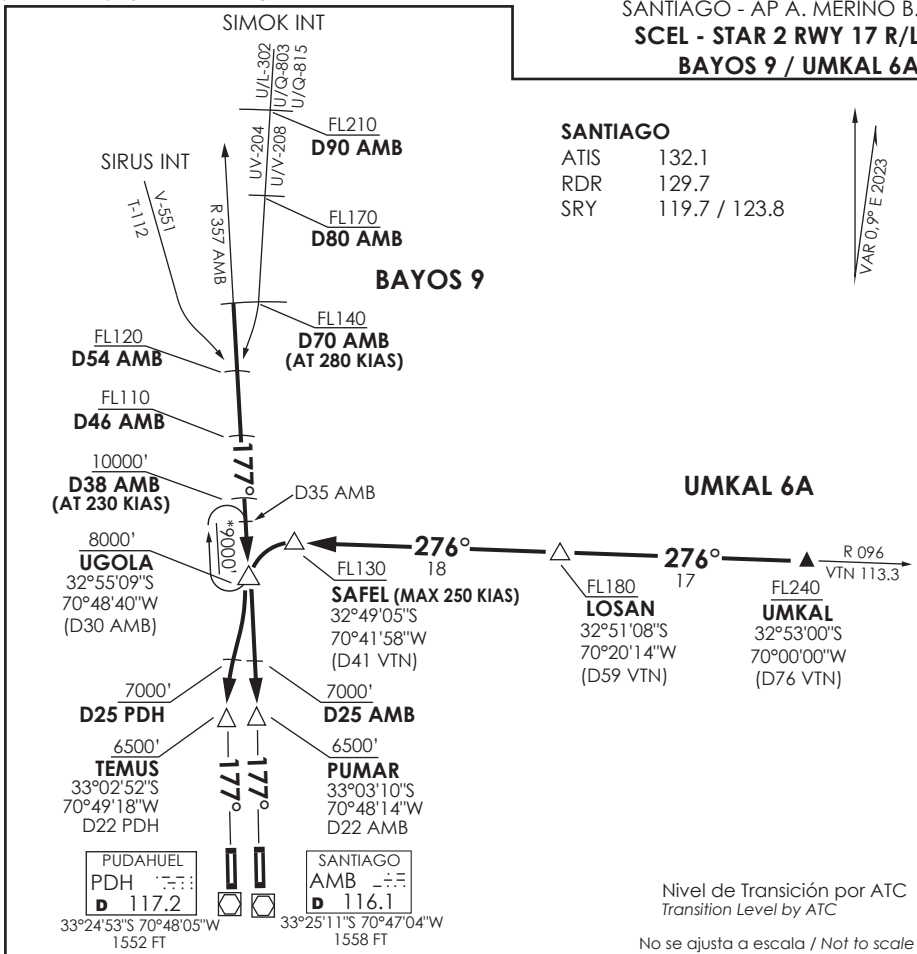 SANTIAGO - AP A. MERINO B.
SCEL - STAR 2 RWY 17 R/L
BAYOS 9 / UMKAL 6A
SIMOK INT
U/L-302
U/Q-803
U/Q-815
FL210
D90 AMB
UV-204
U/V-208
SIRUS INT
V-551
T-112
R 357 AMB
FL170
D80 AMB
SANTIAGO
ATIS 132.1
RDR 129.7
SRY 119.7 / 123.8
VAR 0,9° E 2023
BAYOS 9
FL140
D70 AMB
(AT 280 KIAS)
FL120
D54 AMB
FL110
D46 AMB
177°
10000'
D38 AMB
(AT 230 KIAS)
D35 AMB
*9000'
8000'
UGOLA
32°55'09"S
70°48'40"W
(D30 AMB)
UMKAL 6A
276°
18
276°
17
R 096
VTN 113.3
FL130
SAFEL (MAX 250 KIAS)
32°49'05"S
70°41'58"W
(D41 VTN)
FL180
LOSAN
32°51'08"S
70°20'14"W
(D59 VTN)
FL240
UMKAL
32°53'00"S
70°00'00"W
(D76 VTN)
7000'
D25 PDH
7000'
D25 AMB
6500'
TEMUS
33°02'52"S
70°49'18"W
D22 PDH
6500'
PUMAR
33°03'10"S
70°48'14"W
D22 AMB
177°
177°
PUDAHUEL
PDH
D 117.2
33°24'53"S 70°48'05"W
1552 FT
SANTIAGO
AMB
D 116.1
33°25'11"S 70°47'04"W
1558 FT
Nivel de Transición por ATC
Transition Level by ATC
No se ajusta a escala / Not to scale